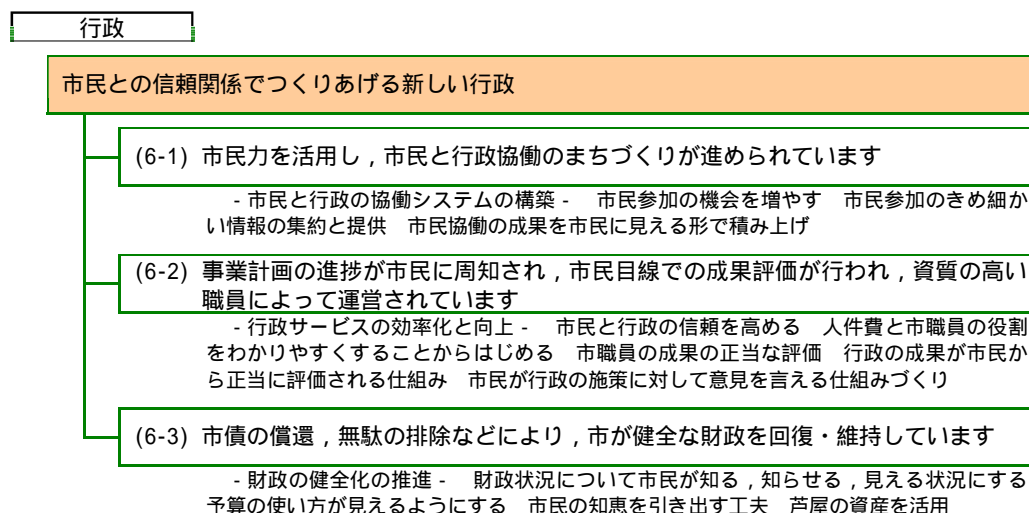 行政
市民との信頼関係でつくりあげる新しい行政
(6-1) 市民力を活用し，市民と行政協働のまちづくりが進められています
- 市民と行政の協働システムの構築 -　市民参加の機会を増やす　市民参加のきめ細か
い情報の集約と提供　市民協働の成果を市民に見える形で積み上げ
(6-2) 事業計画の進捗が市民に周知され，市民目線での成果評価が行われ，資質の高い
職員によって運営されています
- 行政サービスの効率化と向上 -　市民と行政の信頼を高める　人件費と市職員の役割
をわかりやすくすることからはじめる　市職員の成果の正当な評価　行政の成果が市民か
ら正当に評価される仕組み　市民が行政の施策に対して意見を言える仕組みづくり
(6-3) 市債の償還，無駄の排除などにより，市が健全な財政を回復・維持しています
- 財政の健全化の推進 -　財政状況について市民が知る，知らせる，見える状況にする
予算の使い方が見えるようにする　市民の知恵を引き出す工夫　芦屋の資産を活用